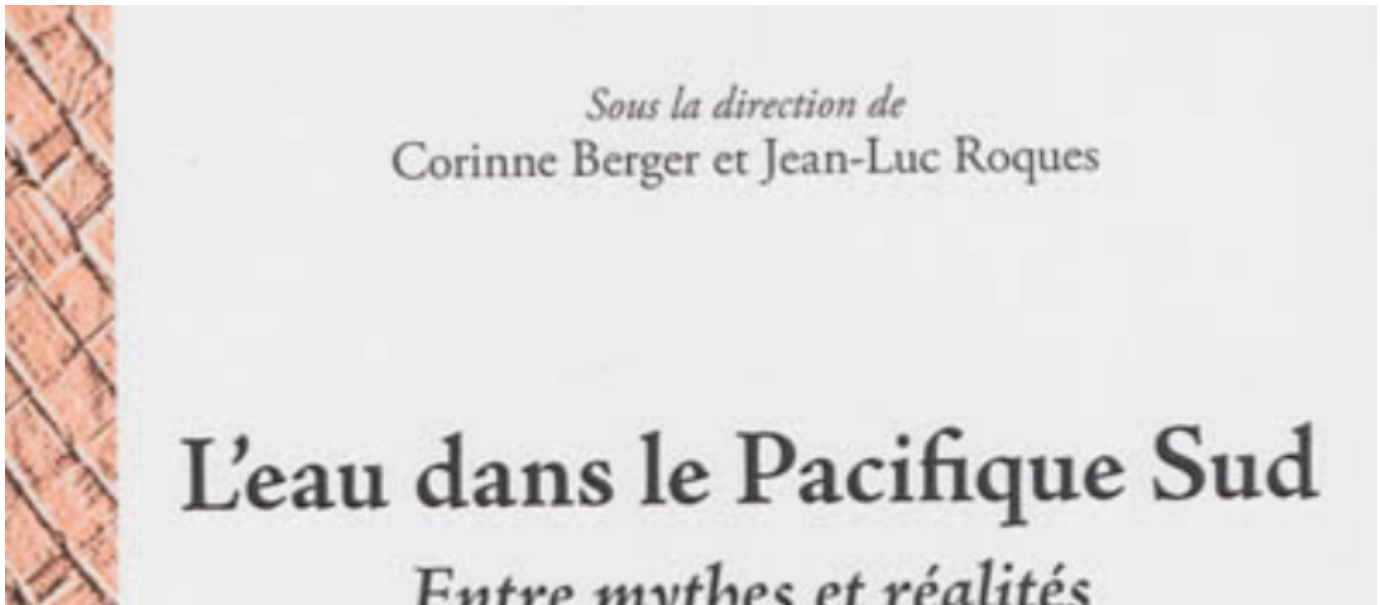 Sous la direction de
Corinne Berger et Jean-Luc Roques
L'eau dans le Pacifique Sud
Entre mythes et réalités